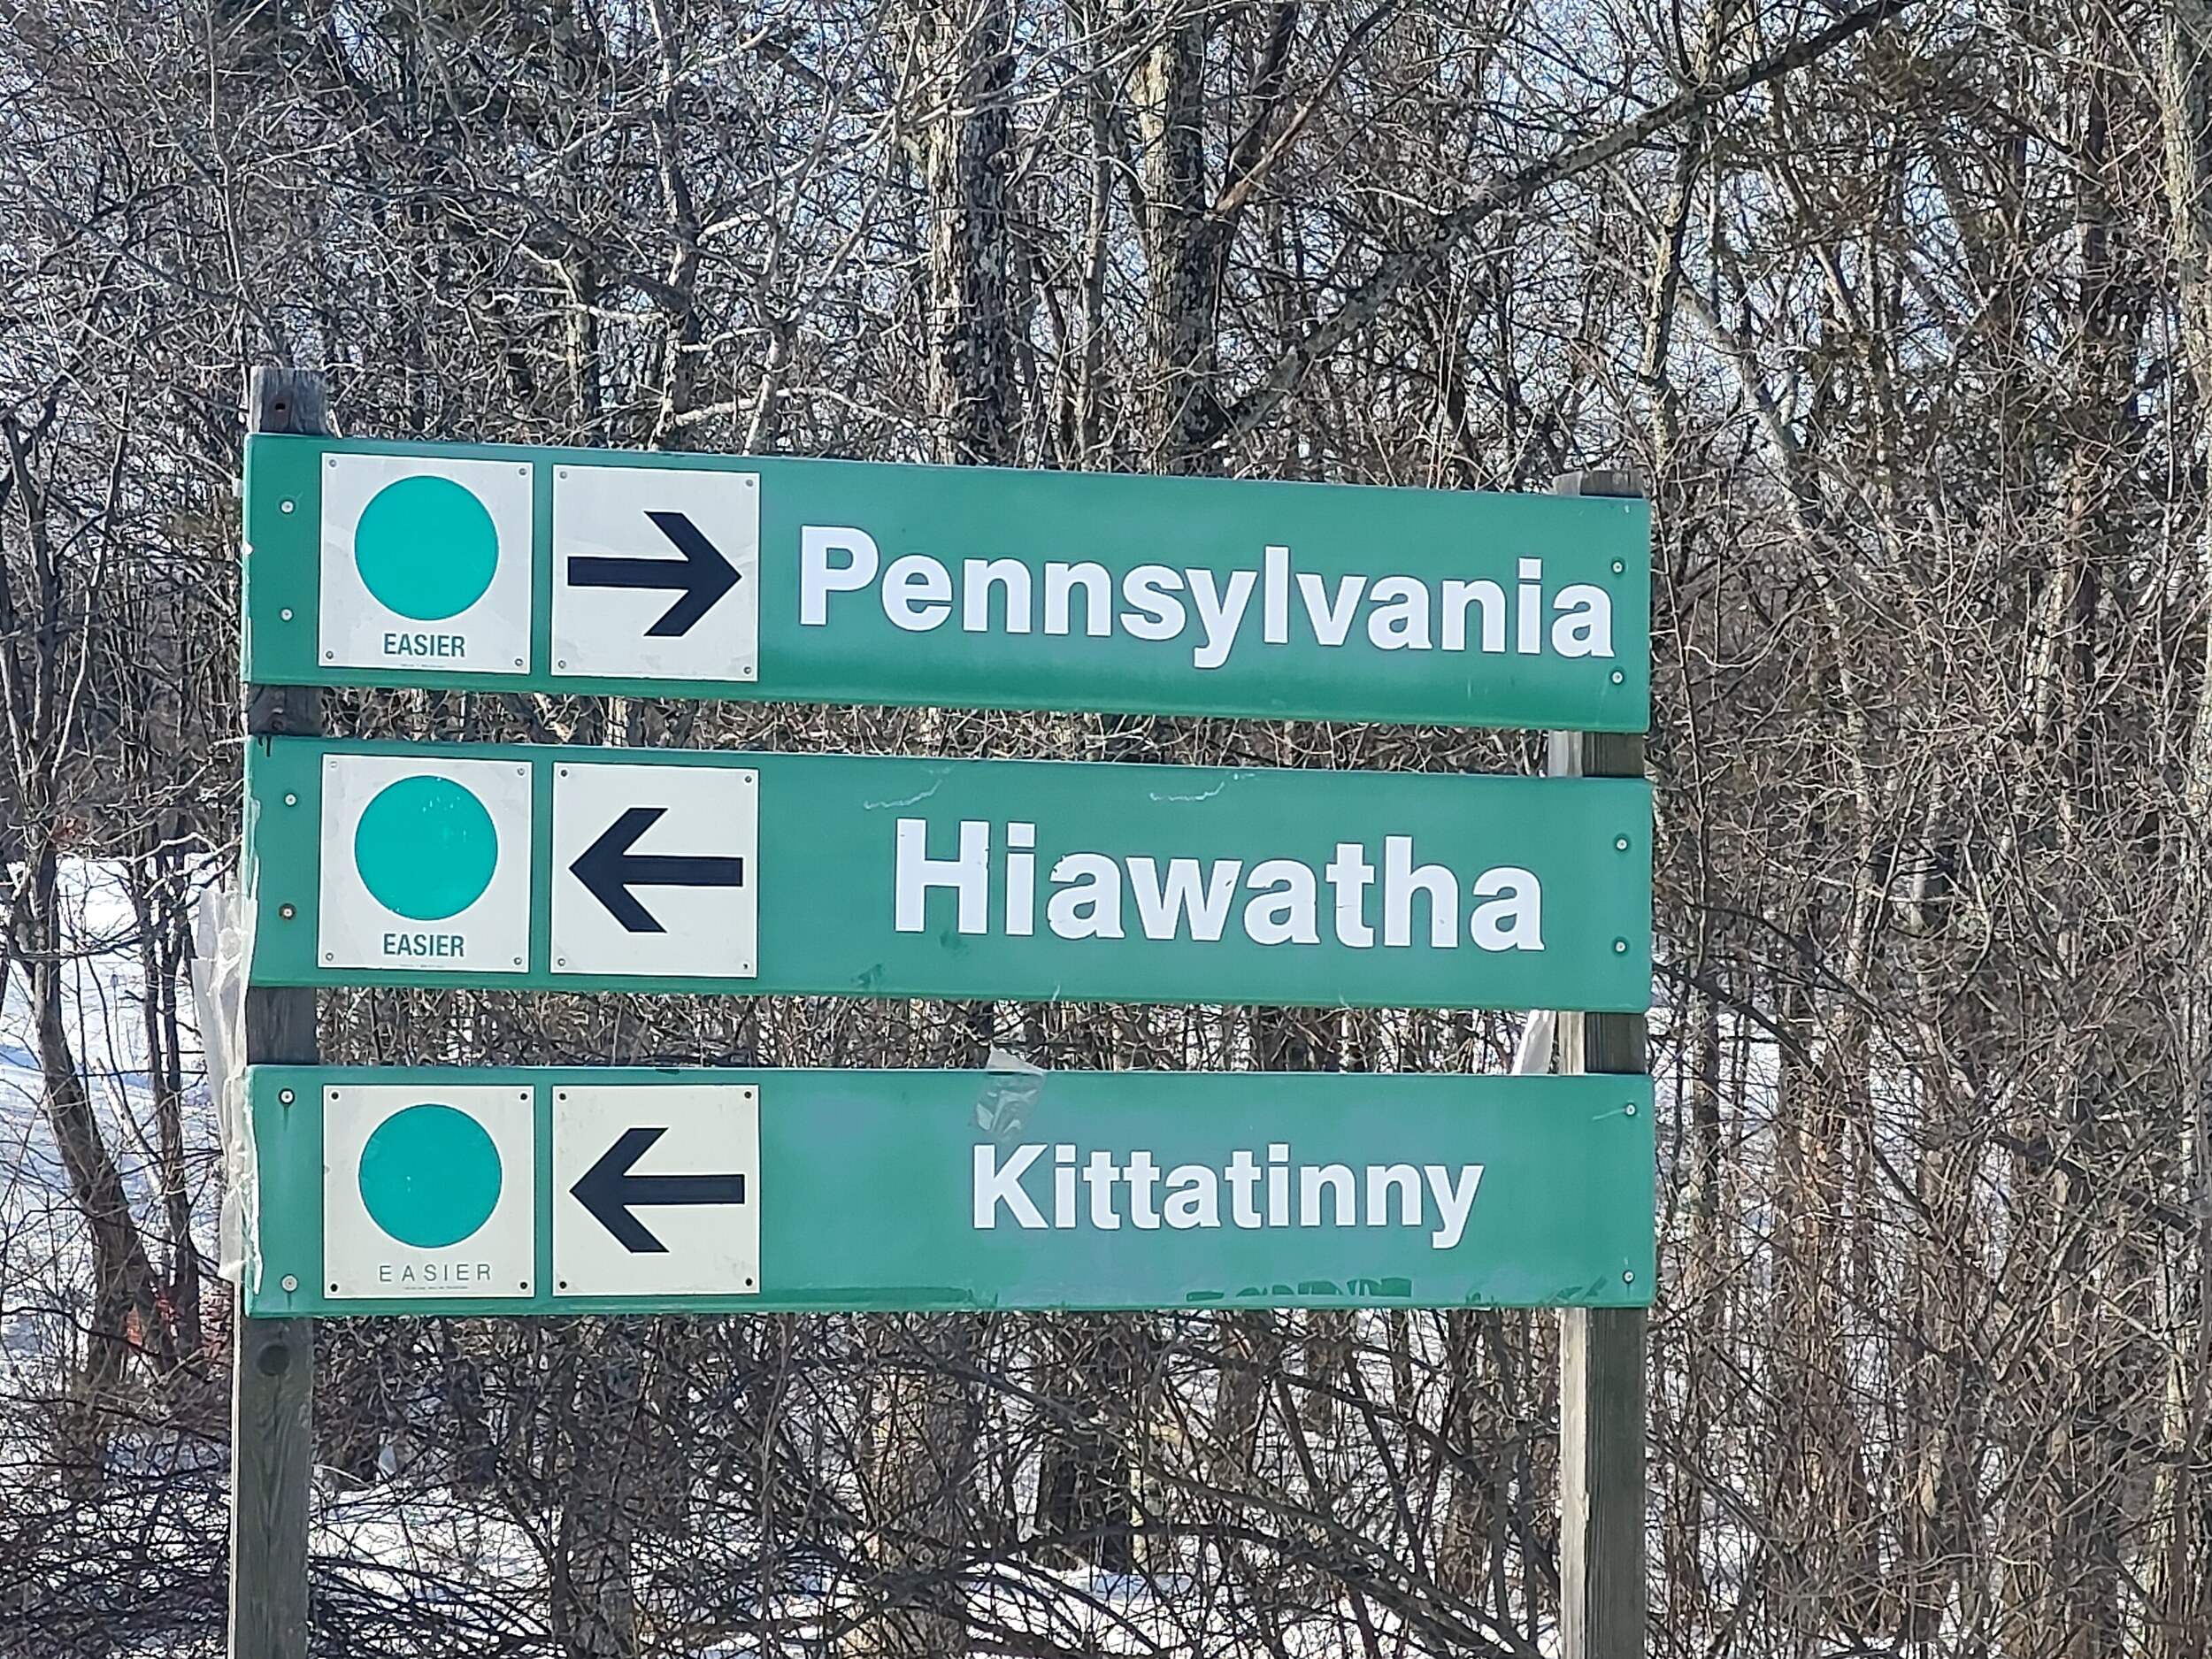 EASIER
Pennsylvania
EASIER
Hiawatha
EASIER
Kittatinny